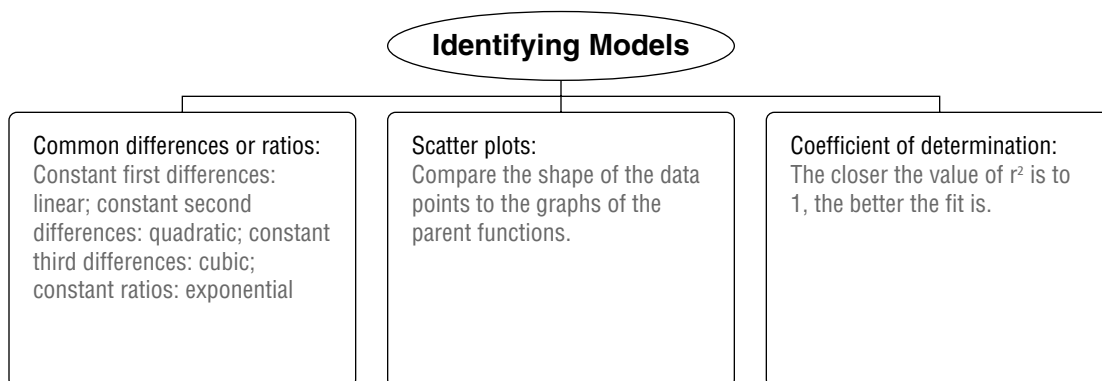 Identifying Models
Common differences or ratios:
Constant first differences:
linear; constant second
differences: quadratic; constant
third differences: cubic;
constant ratios: exponential
Scatter plots:
Compare the shape of the data
points to the graphs of the
parent functions.
Coefficient of determination:
The closer the value of r² is to
1, the better the fit is.